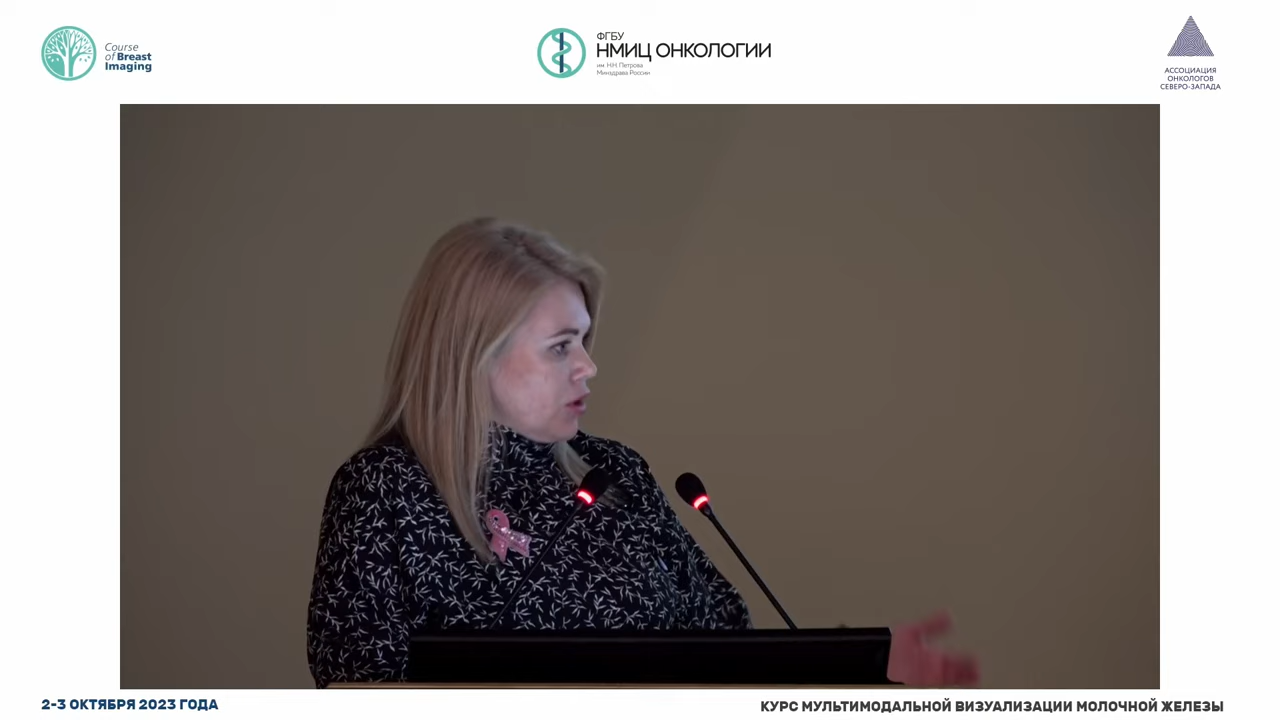 Course
of Breast
Imaging
ФГБУ
НМИЦ ОНКОЛОГИИ
им. Н.Н. Петрова
Минздрава России
АССОЦИАЦИЯ
ОНКОЛОГОВ
СЕВЕРО-ЗАПАДА
2-3 ОКТЯБРЯ 2023 ГОДА
КУРС МУЛЬТИМОДАЛЬНОЙ ВИЗУАЛИЗАЦИИ МОЛОЧНОЙ ЖЕЛЕЗЫ